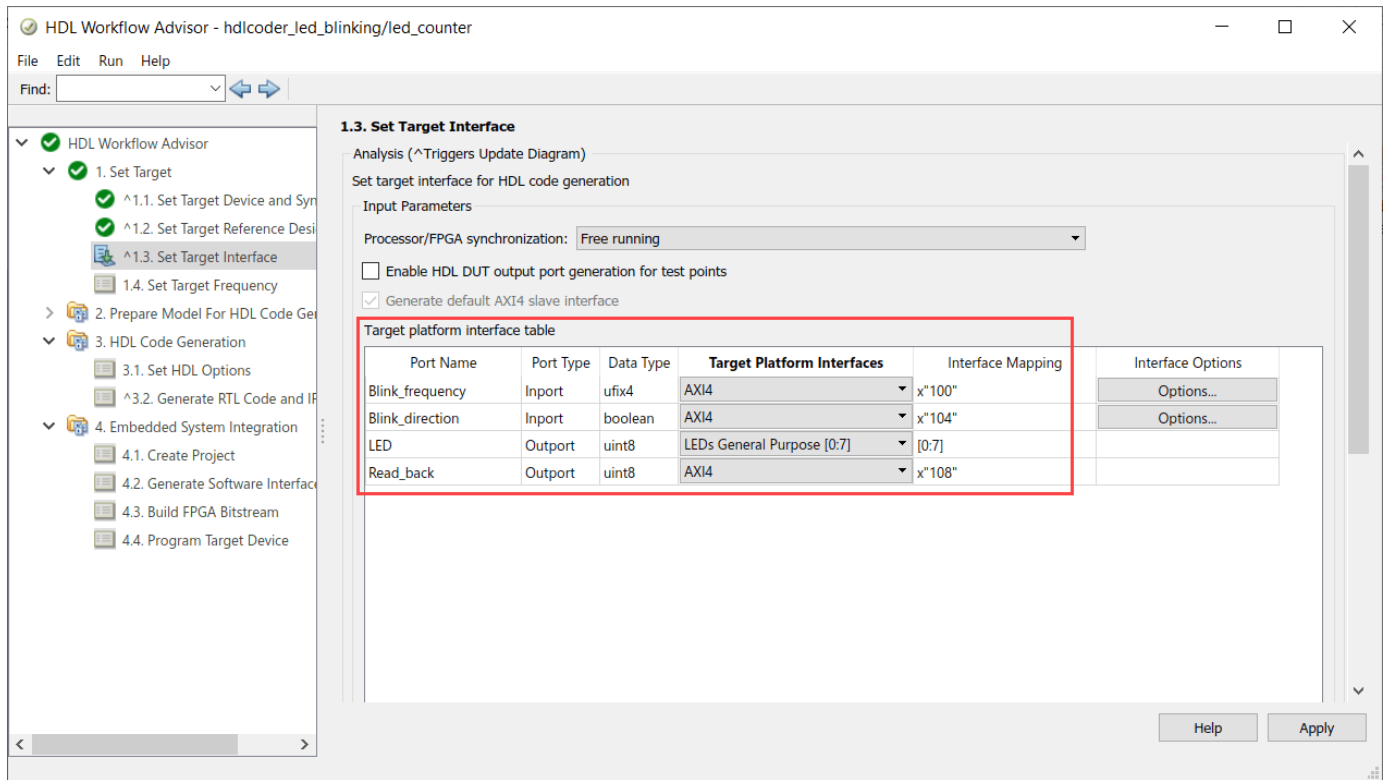 HDL Workflow Advisor - hdlcoder_led_blinking/led_counter
File Edit Run Help
Find:
HDL Workflow Advisor
1. Set Target
^1.1. Set Target Device and Syn
^1.2. Set Target Reference Desi
^1.3. Set Target Interface
1.4. Set Target Frequency
2. Prepare Model For HDL Code Ger
3. HDL Code Generation
3.1. Set HDL Options
^3.2. Generate RTL Code and IP
4. Embedded System Integration
4.1. Create Project
4.2. Generate Software Interface
4.3. Build FPGA Bitstream
4.4. Program Target Device
1.3. Set Target Interface
Analysis (^Triggers Update Diagram)
Set target interface for HDL code generation
Input Parameters
Processor/FPGA synchronization: Free running
Enable HDL DUT output port generation for test points
Generate default AXI4 slave interface
Target platform interface table
Port Name Port Type Data Type Target Platform Interfaces Interface Mapping Interface Options
Blink_frequency Inport ufix4 AXI4 x"100" Options...
Blink_direction Inport boolean AXI4 x"104" Options...
LED Outport uint8 LEDs General Purpose [0:7] [0:7]
Read_back Outport uint8 AXI4 x"108"
Help Apply